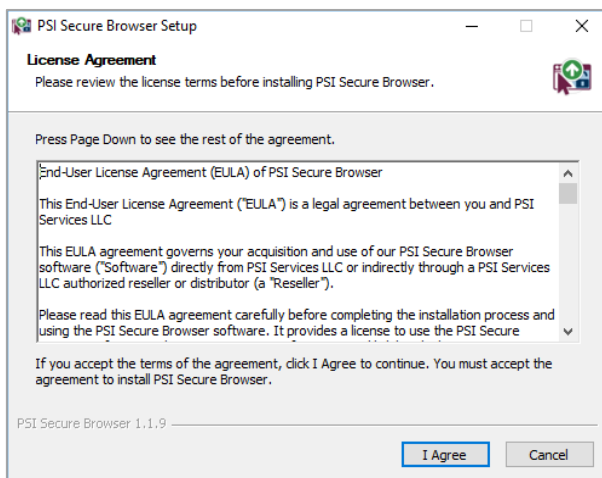 PSI Secure Browser Setup
License Agreement
Please review the license terms before installing PSI Secure Browser.
Press Page Down to see the rest of the agreement.
End-User License Agreement (EULA) of PSI Secure Browser
This End-User License Agreement ("EULA") is a legal agreement between you and PSI
Services LLC
This EULA agreement governs your acquisition and use of our PSI Secure Browser
software ("Software") directly from PSI Services LLC or indirectly through a PSI Services
LLC authorized reseller or distributor (a "Reseller").
Please read this EULA agreement carefully before completing the installation process and
using the PSI Secure Browser software. It provides a license to use the PSI Secure
If you accept the terms of the agreement, click I Agree to continue. You must accept the
agreement to install PSI Secure Browser.
PSI Secure Browser 1.1.9
I Agree Cancel